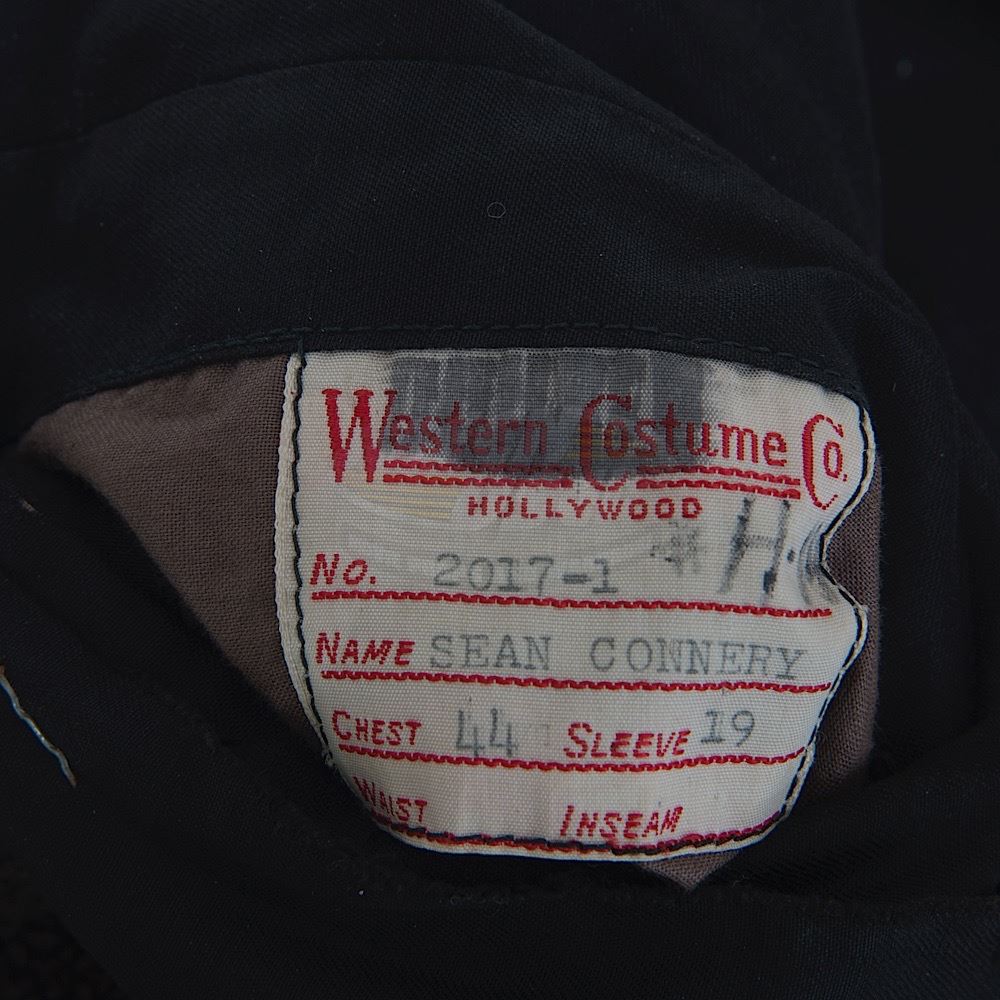 Western Costume Co.
HOLLYWOOD
# H.
No. 2017-1
NAME SEAN CONNERY
CHEST 44 SLEEVE 19
WAIST INSEAM